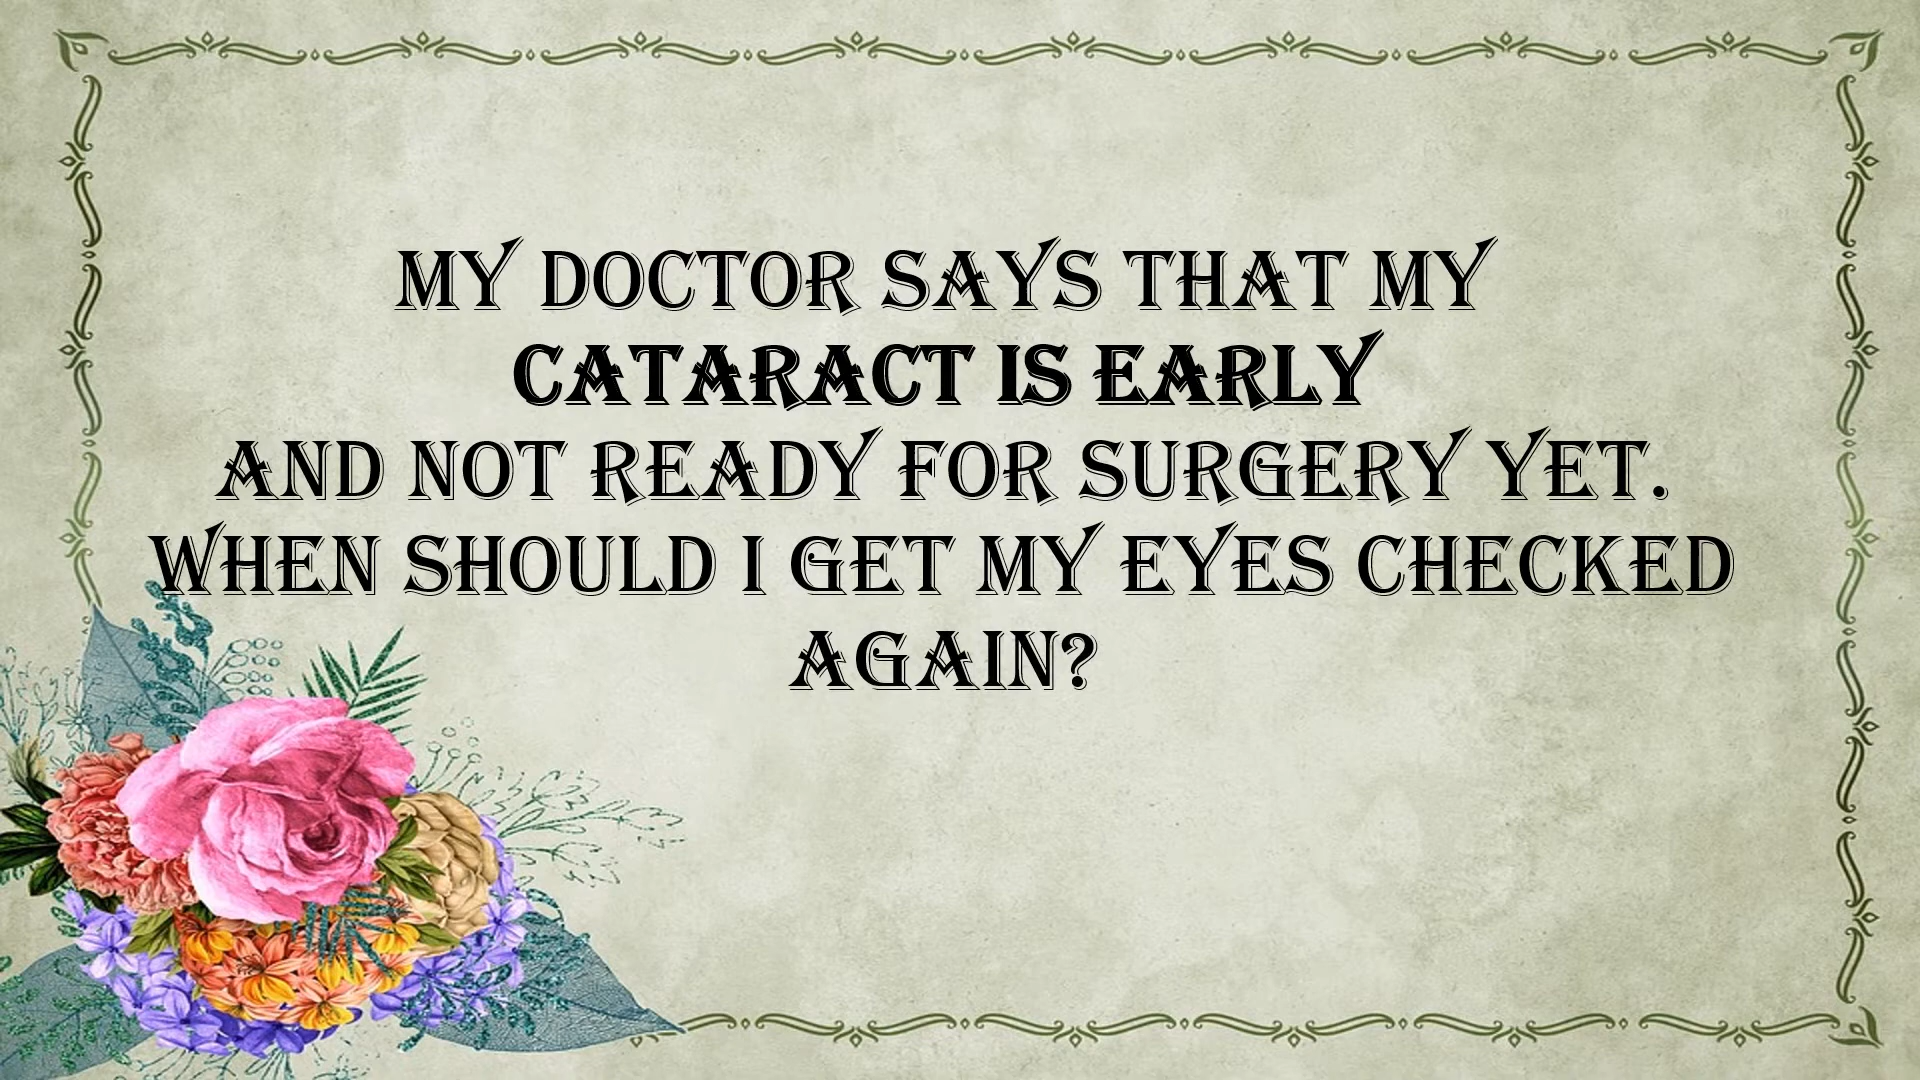 MY DOCTOR SAYS THAT MY
CATARACT IS EARLY
AND NOT READY FOR SURGERY YET.
WHEN SHOULD I GET MY EYES CHECKED
AGAIN?